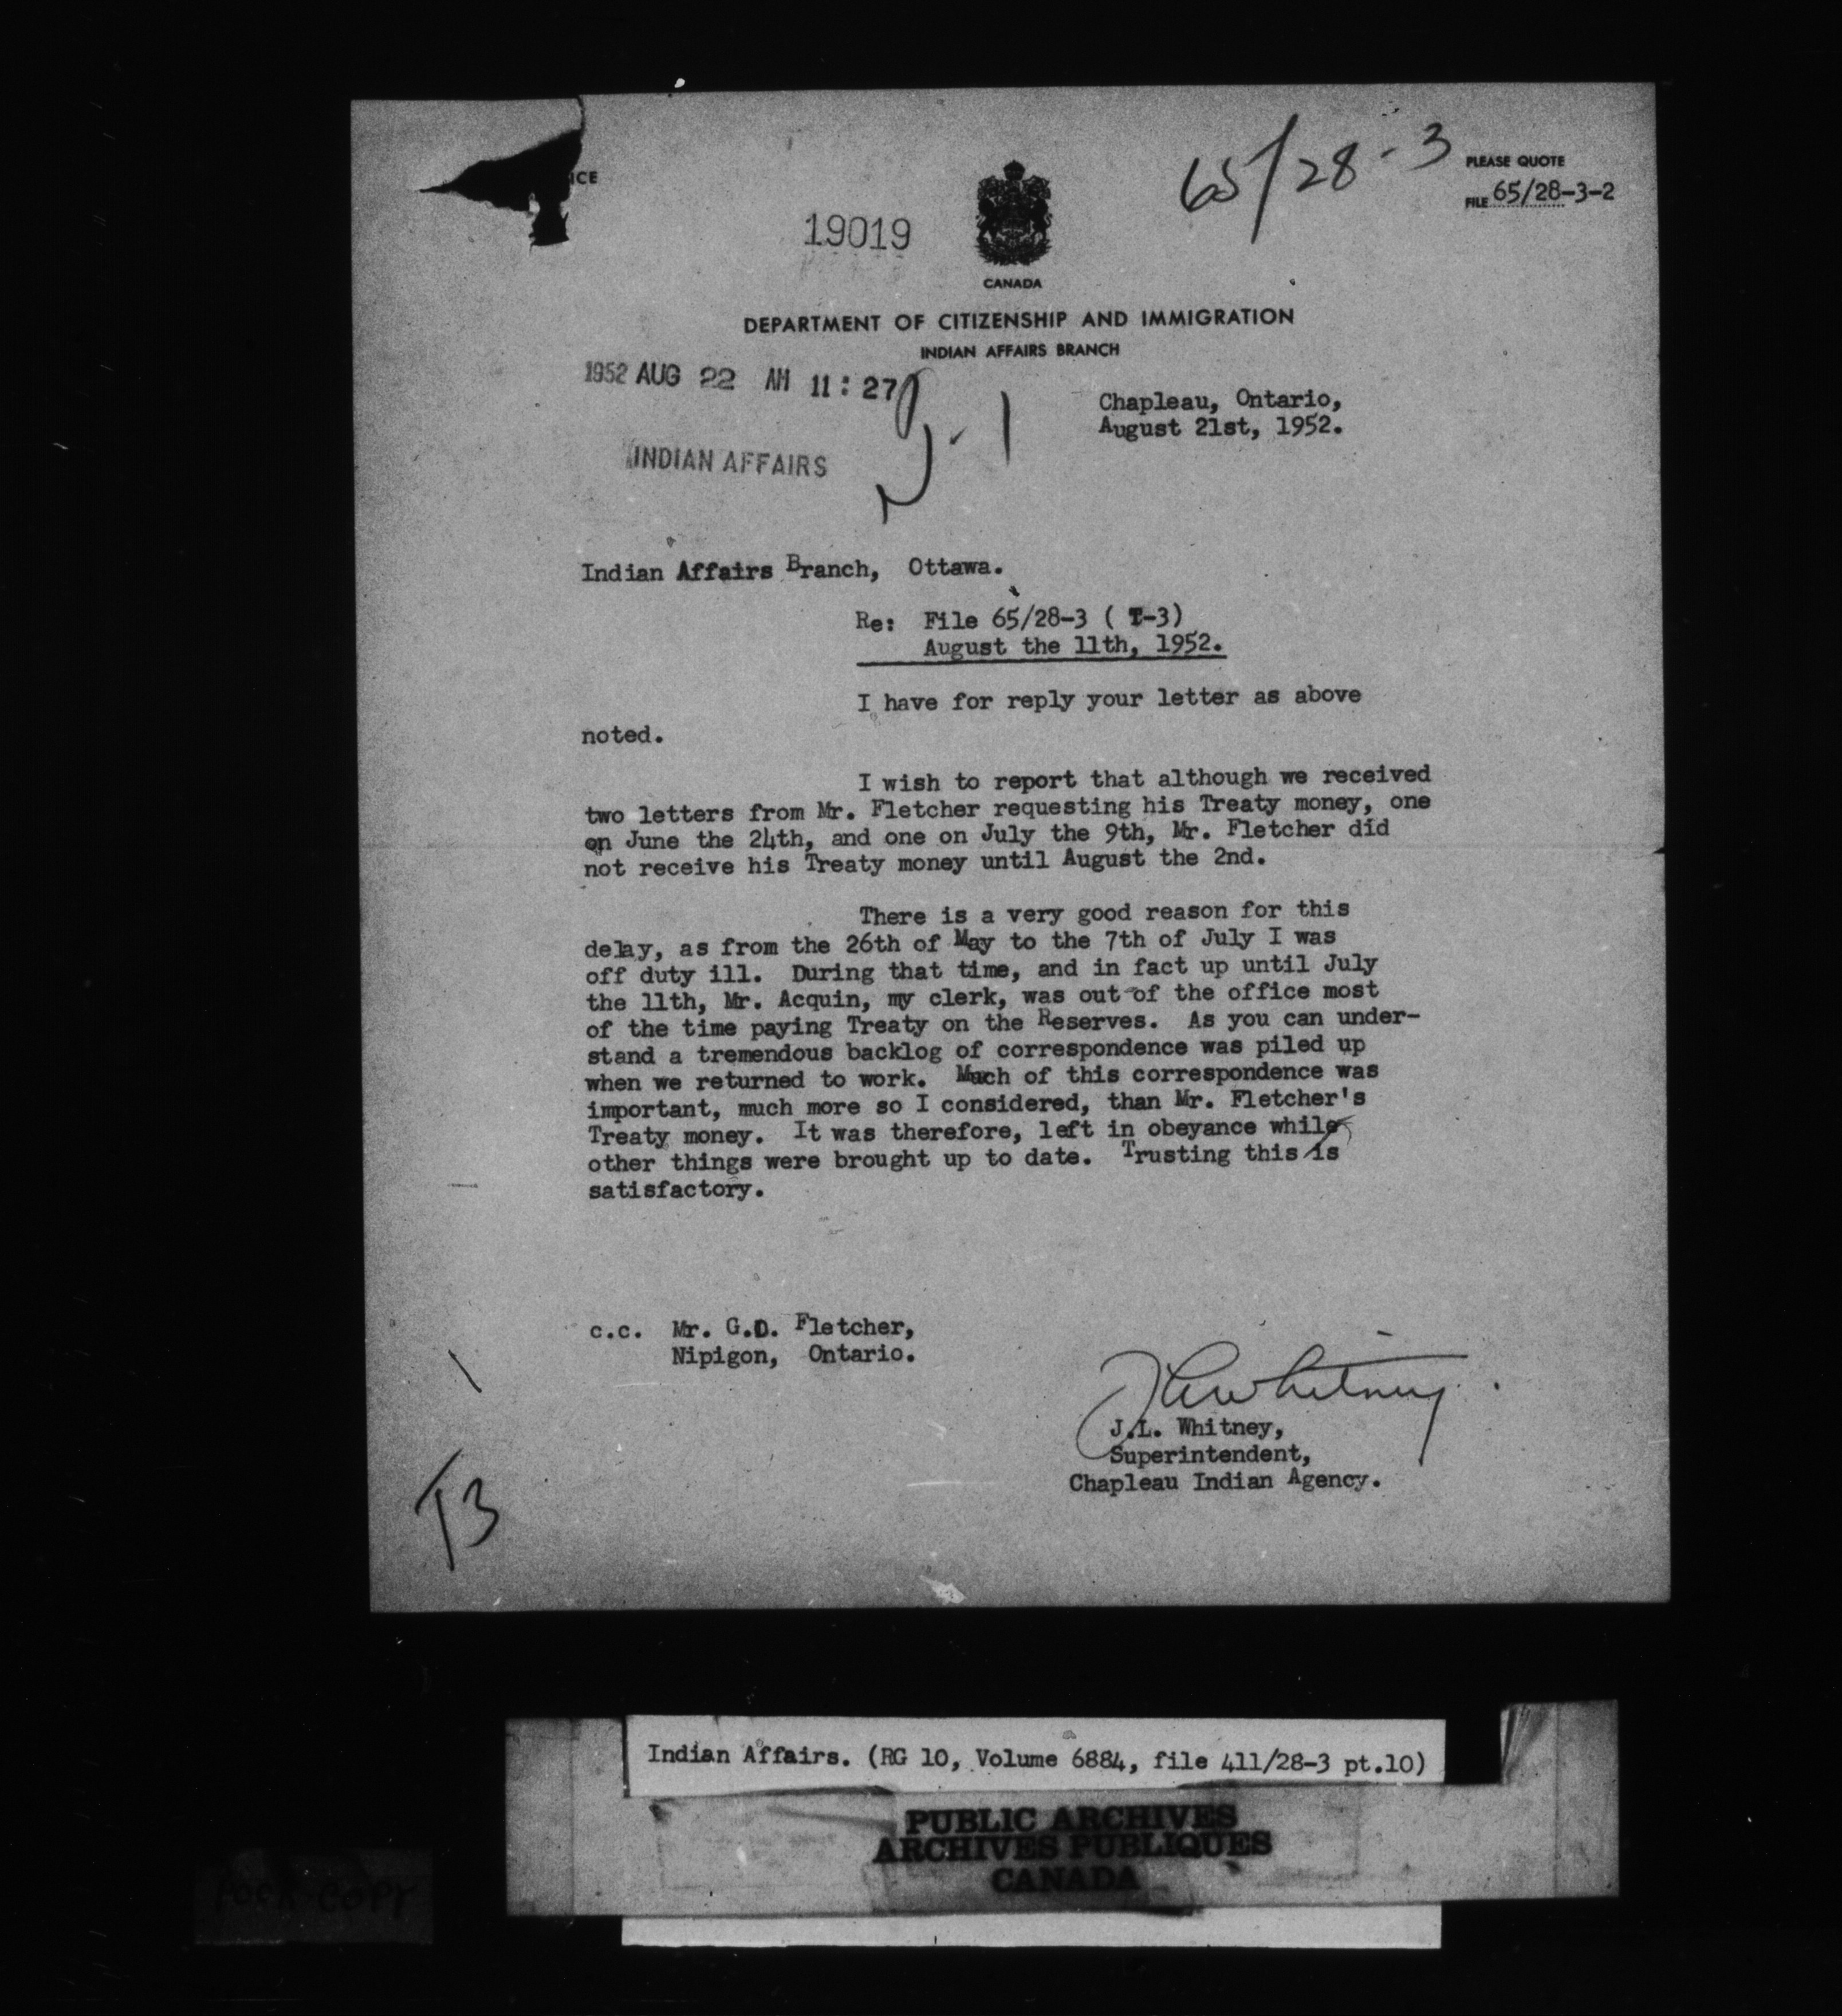 ICE
65/28-3
PLEASE QUOTE
FILE 65/28-3-2
19019
CANADA
DEPARTMENT OF CITIZENSHIP AND IMMIGRATION
INDIAN AFFAIRS BRANCH
1952 AUG 22 AM 11:27
Chapleau, Ontario,
August 21st, 1952.
INDIAN AFFAIRS
Indian Affairs Branch, Ottawa.
Re: File 65/28-3 ( T-3)
August the 11th, 1952.
I have for reply your letter as above
noted.
I wish to report that although we received
two letters from Mr. Fletcher requesting his Treaty money, one
on June the 24th, and one on July the 9th, Mr. Fletcher did
not receive his Treaty money until August the 2nd.
There is a very good reason for this
delay, as from the 26th of May to the 7th of July I was
off duty ill. During that time, and in fact up until July
the 11th, Mr. Acquin, my clerk, was out of the office most
of the time paying Treaty on the Reserves. As you can under-
stand a tremendous backlog of correspondence was piled up
when we returned to work. Much of this correspondence was
important, much more so I considered, than Mr. Fletcher's
Treaty money. It was therefore, left in obeyance while
other things were brought up to date. Trusting this is
satisfactory.
c.c. Mr. G.D. Fletcher,
Nipigon, Ontario.
J.L. Whitney,
Superintendent,
Chapleau Indian Agency.
T3
Indian Affairs. (RG 10, Volume 6884, file 411/28-3 pt.10)
PUBLIC ARCHIVES
ARCHIVES PUBLIQUES
CANADA
COPY